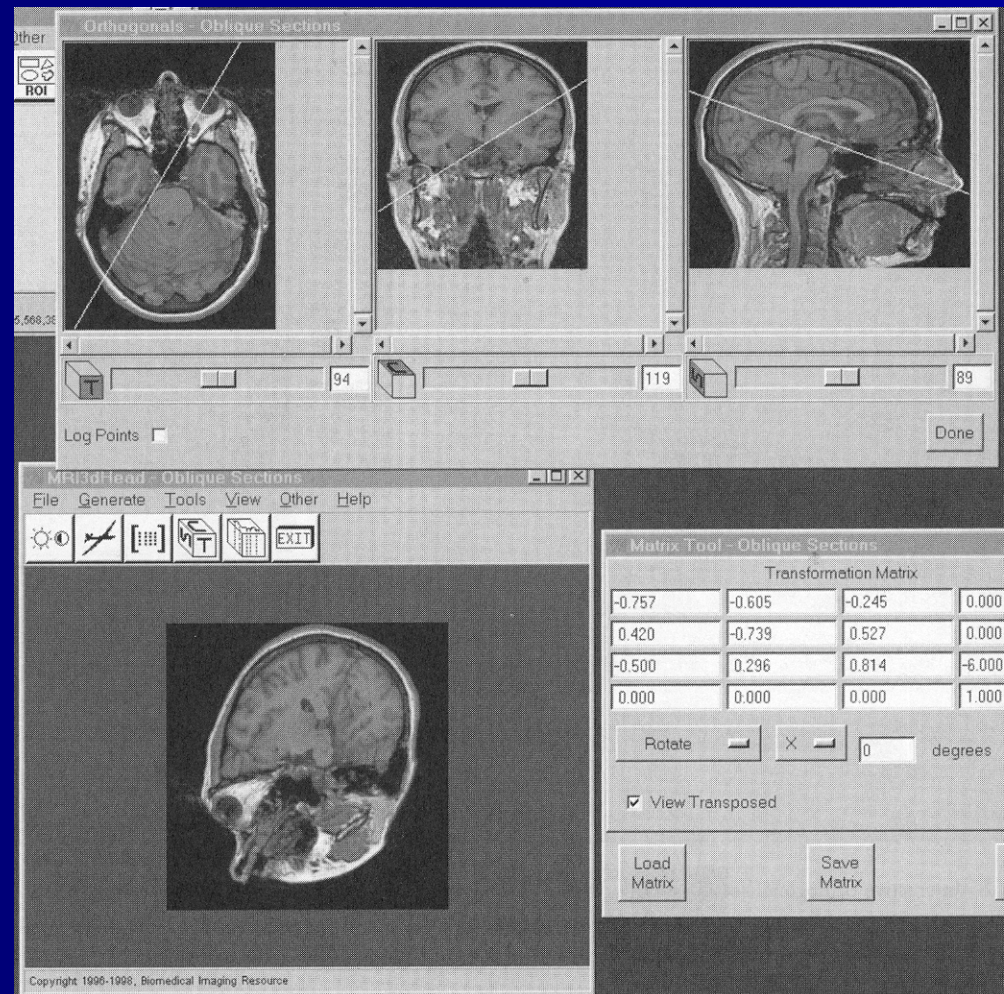 Orthogonals - Oblique Sections
Other
ROI
5,568,38
T 94
119
S 89
Log Points
Done
MRI3dHead - Oblique Sections
File Generate Tools View Other Help
S T EXIT
Copyright 1996-1998, Biomedical Imaging Resource
Matrix Tool - Oblique Sections
Transformation Matrix
-0.757 -0.605 -0.245 0.000
0.420 -0.739 0.527 0.000
-0.500 0.296 0.814 -6.000
0.000 0.000 0.000 1.000
Rotate X 0 degrees
View Transposed
Load Matrix
Save Matrix